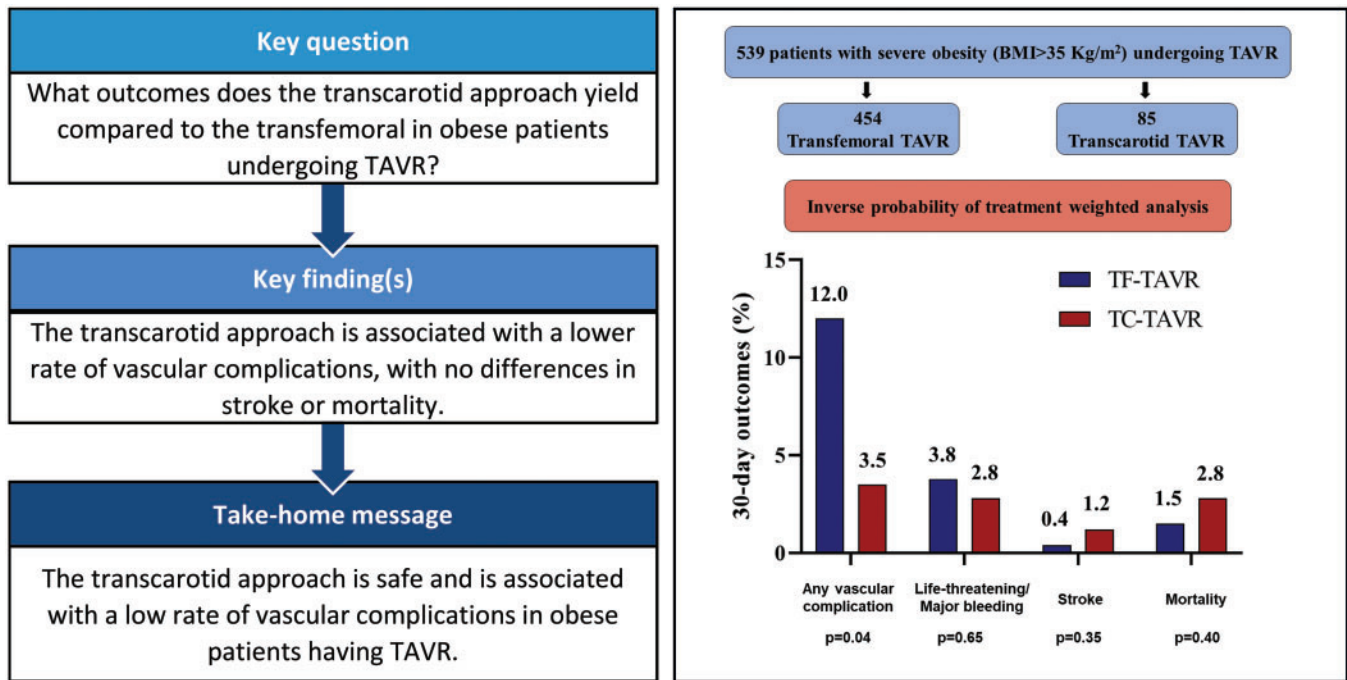 Key question
What outcomes does the transcarotid approach yield
compared to the transfemoral in obese patients
undergoing TAVR?
Key finding(s)
The transcarotid approach is associated with a lower
rate of vascular complications, with no differences in
stroke or mortality.
Take-home message
The transcarotid approach is safe and is associated
with a low rate of vascular complications in obese
patients having TAVR.
539 patients with severe obesity (BMI>35 Kg/m²) undergoing TAVR
454
Transfemoral TAVR
85
Transcarotid TAVR
Inverse probability of treatment weighted analysis
30-day outcomes (%)
15
10
5
0
TF-TAVR
TC-TAVR
12.0
3.5
3.8
2.8
0.4
1.2
1.5
2.8
Any vascular
complication
Life-threatening/
Major bleeding
Stroke
Mortality
p=0.04
p=0.65
p=0.35
p=0.40